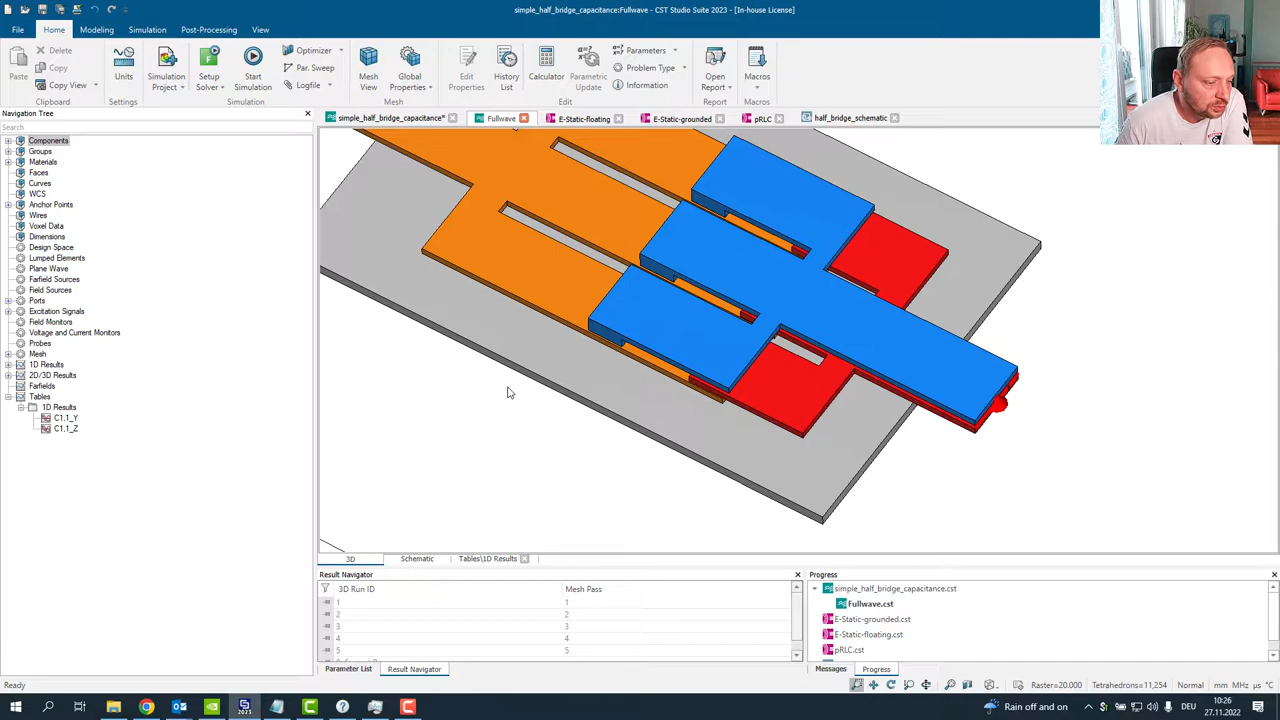 simple_half_bridge_capacitance:Fullwave - CST Studio Suite 2023 - [In-house License]
File Home Modeling Simulation Post-Processing View
Paste
Delete
Copy
Copy View
Clipboard
Units
Settings
Simulation Project
Setup Solver
Start Simulation
Optimizer
Par. Sweep
Logfile
Simulation
Mesh View
Global Properties
Mesh
Edit Properties
History List
Calculator
Parametric Update
Parameters
Problem Type
Information
Edit
Open Report
Report
Macros
Macros
Navigation Tree
simple_half_bridge_capacitance* Fullwave E-Static-floating E-Static-grounded pRLC half_bridge_schematic
Search
Components
Groups
Materials
Faces
Curves
WCS
Anchor Points
Wires
Voxel Data
Dimensions
Design Space
Lumped Elements
Plane Wave
Farfield Sources
Field Sources
Ports
Excitation Signals
Field Monitors
Voltage and Current Monitors
Probes
Mesh
1D Results
2D/3D Results
Farfields
Tables
1D Results
C1,1_Y
C1,1_Z
3D Schematic Tables\1D Results
Result Navigator
3D Run ID Mesh Pass
1 1
2 2
3 3
4 4
5 5
Parameter List Result Navigator
Progress
simple_half_bridge_capacitance.cst
Fullwave.cst
E-Static-grounded.cst
E-Static-floating.cst
pRLC.cst
Messages Progress
Ready
Raster=20.000 Tetrahedrons=11,254 Normal mm MHz µs °C
2023
Rain off and on
DEU
10:26
27.11.2022